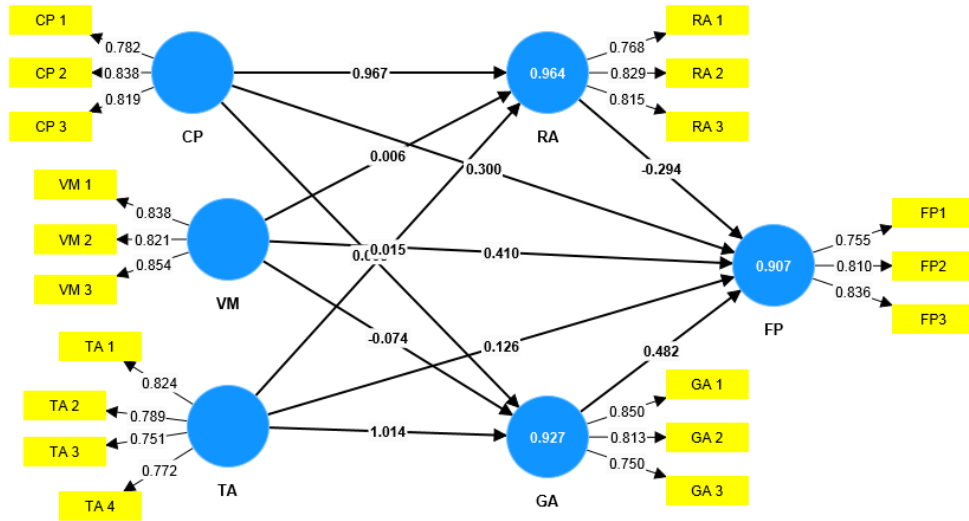 CP 1
CP 2
CP 3
0.782
0.838
0.819
CP
VM 1
VM 2
VM 3
0.838
0.821
0.854
VM
TA 1
TA 2
TA 3
TA 4
0.824
0.789
0.751
0.772
TA
0.967
0.006
0.300
0.015
0.410
-0.074
0.126
1.014
0.964
RA
0.768
0.829
0.815
RA 1
RA 2
RA 3
-0.294
0.482
0.927
GA
0.850
0.813
0.750
GA 1
GA 2
GA 3
0.907
FP
0.755
0.810
0.836
FP1
FP2
FP3